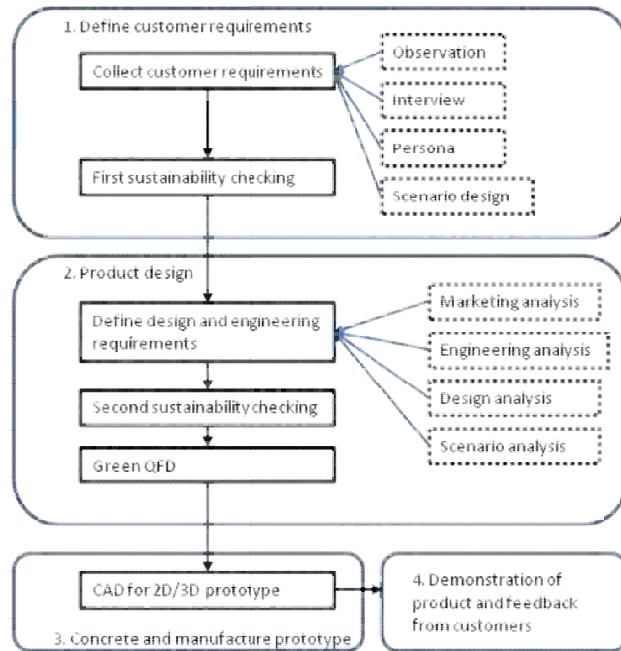 1. Define customer requirements
Collect customer requirements
Observation
Interview
Persona
First sustainability checking
Scenario design
2. Product design
Define design and engineering
requirements
Marketing analysis
Engineering analysis
Second sustainability checking
Design analysis
Green QFD
Scenario analysis
CAD for 2D/3D prototype
3. Concrete and manufacture prototype
4. Demonstration of
product and feedback
from customers